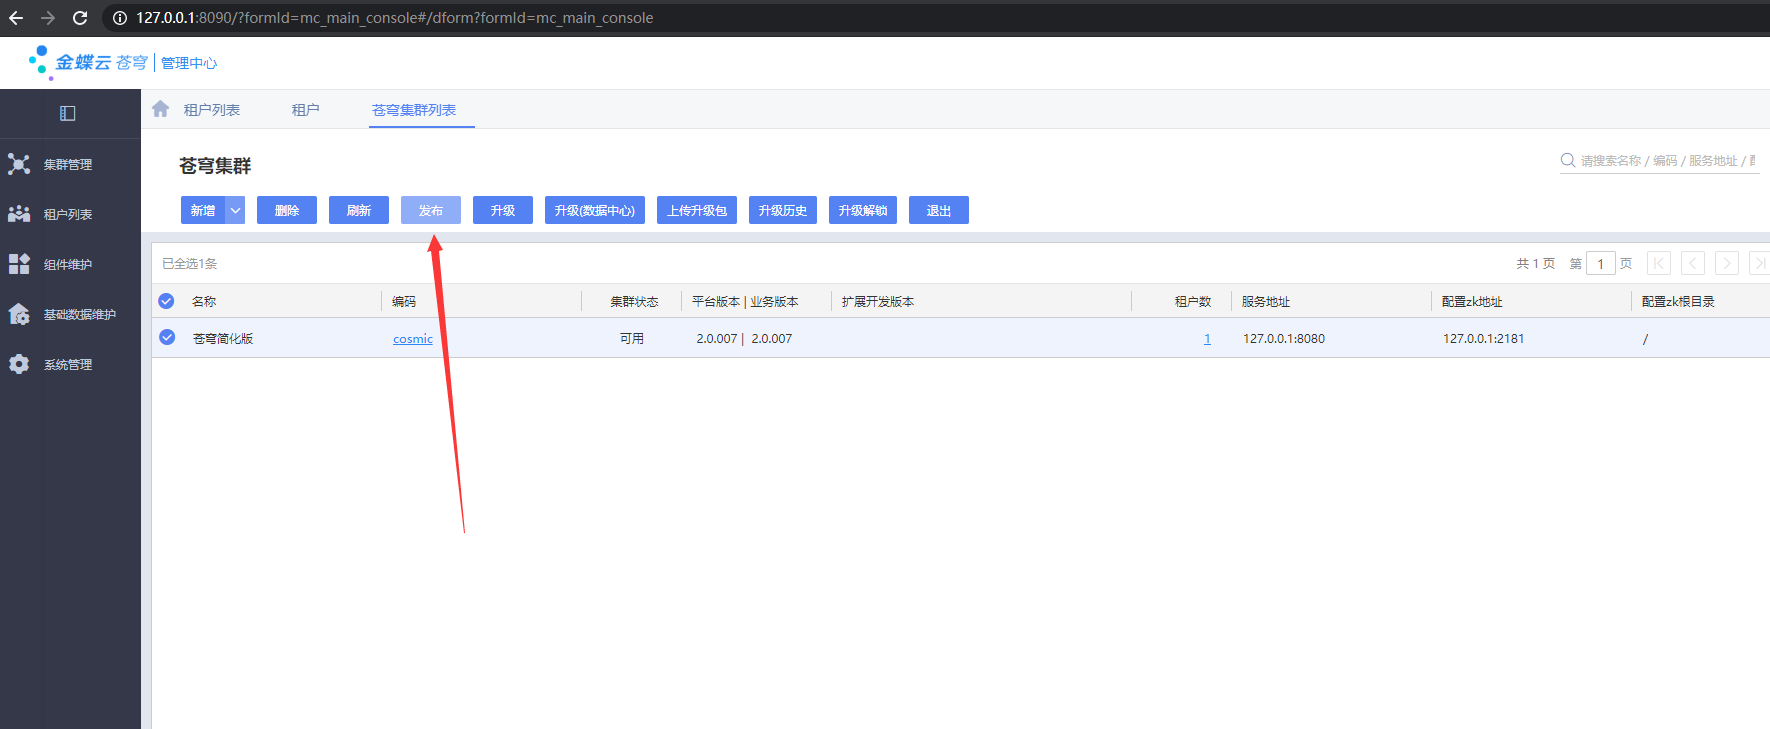 127.0.0.1:8090/?formId=mc_main_console#/dform?formId=mc_main_console
金蝶云 苍穹 | 管理中心
租户列表 租户 苍穹集群列表
集群管理
租户列表
组件维护
基础数据维护
系统管理
苍穹集群
请搜索名称 / 编码 / 服务地址 /
新增 删除 刷新 发布 升级 升级(数据中心) 上传升级包 升级历史 升级解锁 退出
已全选1条
共 1 页 第 1 页
名称 编码 集群状态 平台版本 | 业务版本 扩展开发版本 租户数 服务地址 配置zk地址 配置zk根目录
苍穹简化版 cosmic 可用 2.0.007 | 2.0.007 1 127.0.0.1:8080 127.0.0.1:2181 /